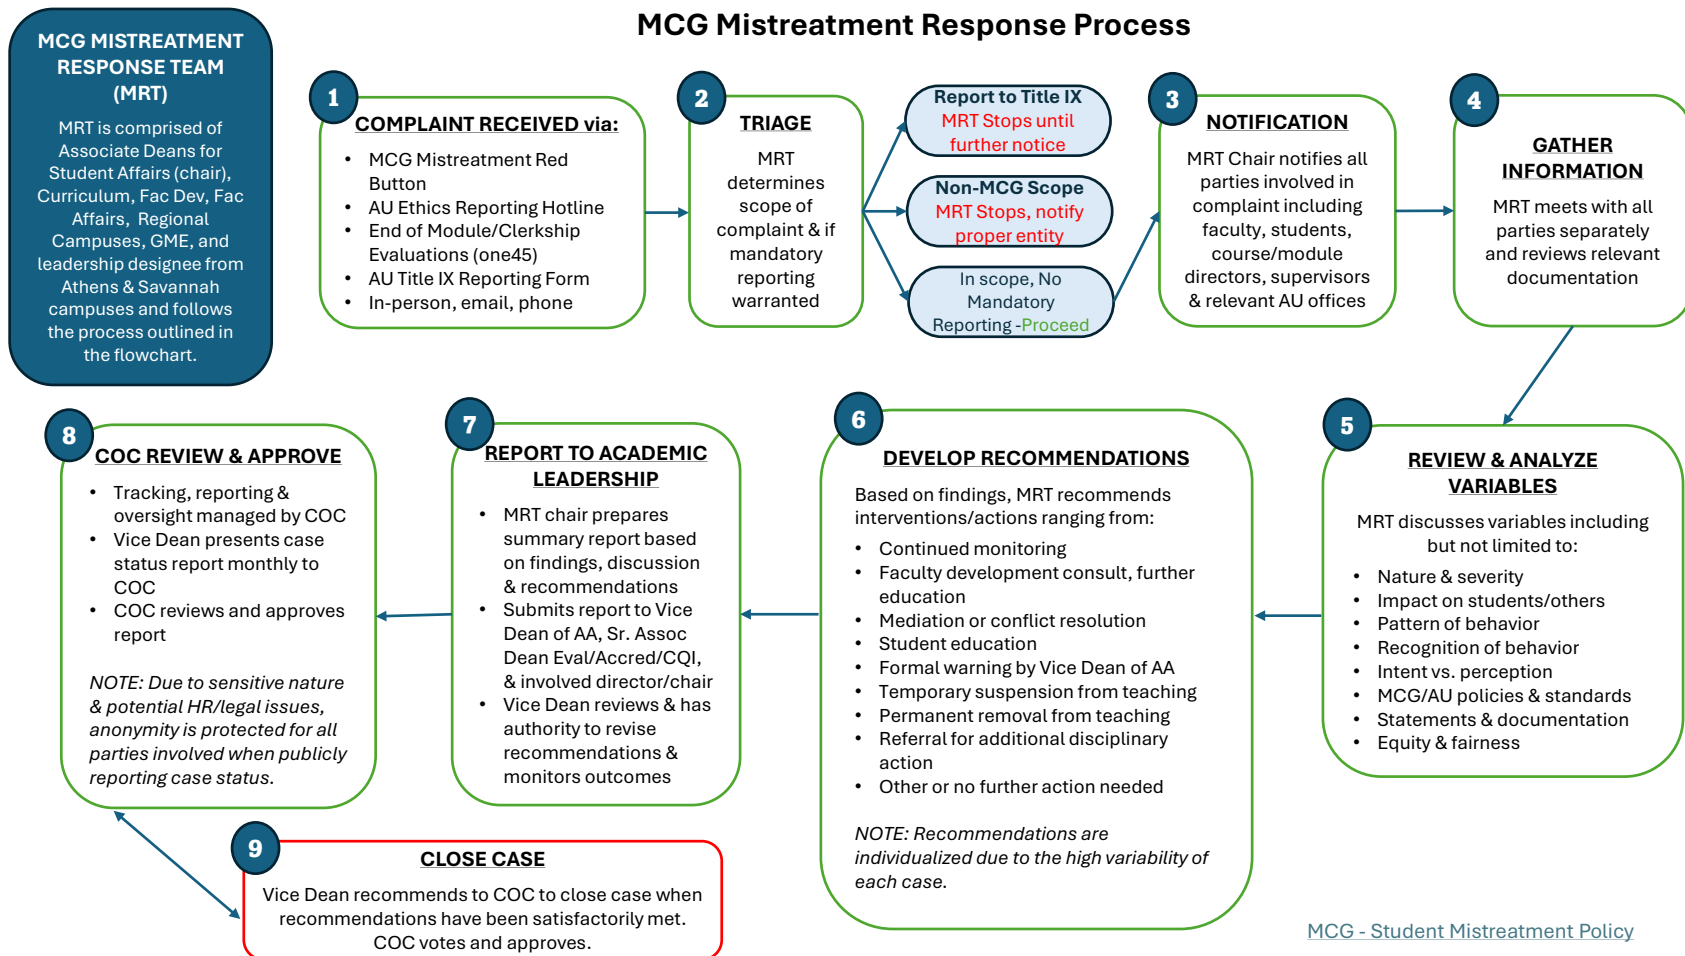 MCG Mistreatment Response Process
MCG MISTREATMENT
RESPONSE TEAM
(MRT)
MRT is comprised of
Associate Deans for
Student Affairs (chair),
Curriculum, Fac Dev, Fac
Affairs, Regional
Campuses, GME, and
leadership designee from
Athens & Savannah
campuses and follows
the process outlined in
the flowchart.
1
COMPLAINT RECEIVED via:
• MCG Mistreatment Red
Button
• AU Ethics Reporting Hotline
• End of Module/Clerkship
Evaluations (one45)
• AU Title IX Reporting Form
• In-person, email, phone
2
TRIAGE
MRT
determines
scope of
complaint & if
mandatory
reporting
warranted
Report to Title IX
MRT Stops until
further notice
Non-MCG Scope
MRT Stops, notify
proper entity
In scope, No
Mandatory
Reporting -Proceed
3
NOTIFICATION
MRT Chair notifies all
parties involved in
complaint including
faculty, students,
course/module
directors, supervisors
& relevant AU offices
4
GATHER
INFORMATION
MRT meets with all
parties separately
and reviews relevant
documentation
5
REVIEW & ANALYZE
VARIABLES
MRT discusses variables including
but not limited to:
• Nature & severity
• Impact on students/others
• Pattern of behavior
• Recognition of behavior
• Intent vs. perception
• MCG/AU policies & standards
• Statements & documentation
• Equity & fairness
6
DEVELOP RECOMMENDATIONS
Based on findings, MRT recommends
interventions/actions ranging from:
• Continued monitoring
• Faculty development consult, further
education
• Mediation or conflict resolution
• Student education
• Formal warning by Vice Dean of AA
• Temporary suspension from teaching
• Permanent removal from teaching
• Referral for additional disciplinary
action
• Other or no further action needed
NOTE: Recommendations are
individualized due to the high variability of
each case.
7
REPORT TO ACADEMIC
LEADERSHIP
• MRT chair prepares
summary report based
on findings, discussion
& recommendations
• Submits report to Vice
Dean of AA, Sr. Assoc
Dean Eval/Accred/CQI,
& involved director/chair
• Vice Dean reviews & has
authority to revise
recommendations &
monitors outcomes
8
COC REVIEW & APPROVE
• Tracking, reporting &
oversight managed by COC
• Vice Dean presents case
status report monthly to
COC
• COC reviews and approves
report
NOTE: Due to sensitive nature
& potential HR/legal issues,
anonymity is protected for all
parties involved when publicly
reporting case status.
9
CLOSE CASE
Vice Dean recommends to COC to close case when
recommendations have been satisfactorily met.
COC votes and approves.
MCG - Student Mistreatment Policy